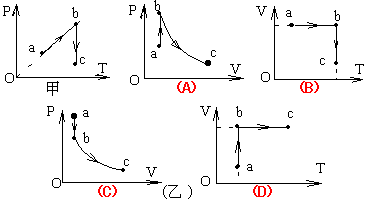 P b a c O T 甲
P b a c O V (A)
V a b c O T (B)
P a b c O V (C)
(乙)
V b c a O T (D)